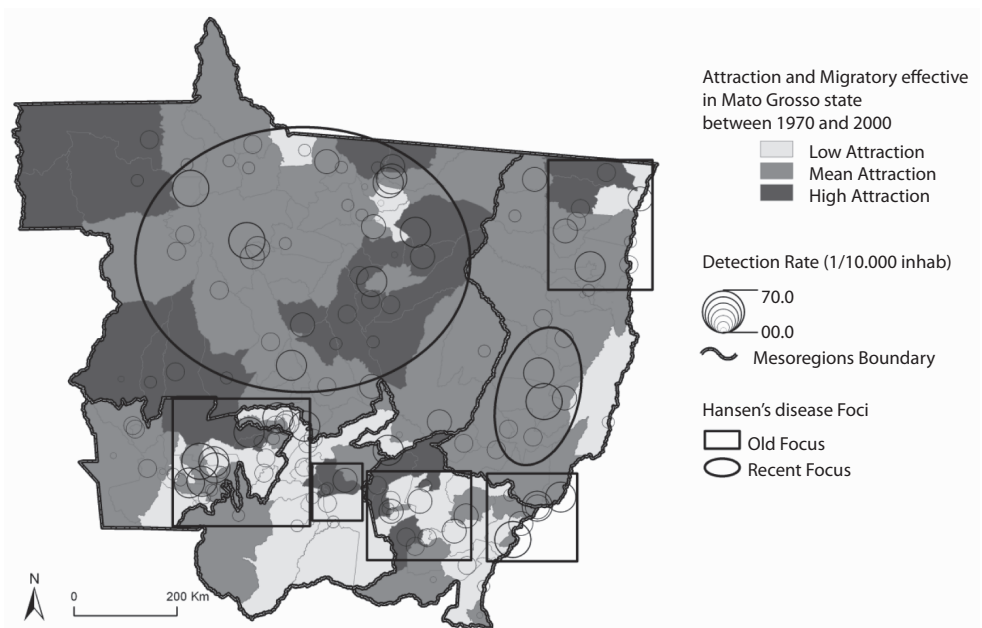 Attraction and Migratory effective
in Mato Grosso state
between 1970 and 2000
Low Attraction
Mean Attraction
High Attraction
Detection Rate (1/10.000 inhab)
70.0
00.0
Mesoregions Boundary
Hansen's disease Foci
Old Focus
Recent Focus
N
0 200 Km